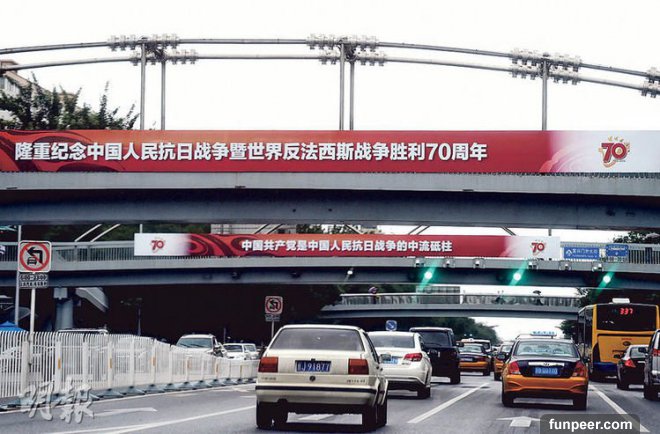 隆重纪念中国人民抗日战争暨世界反法西斯战争胜利70周年
70
70
中国共产党是中国人民抗日战争的中流砥柱
70
337
明報
funpeer.com